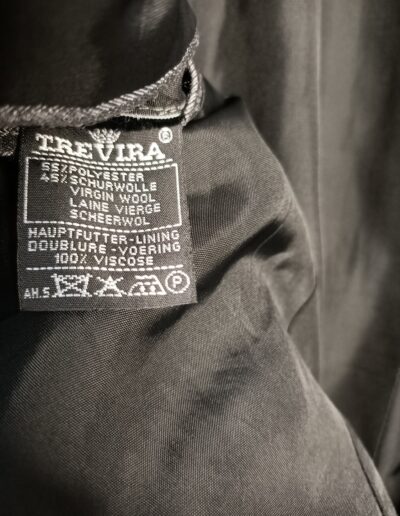 TREVIRA®
55%POLYESTER
45%SCHURWOLLE
VIRGIN WOOL
LAINE VIERGE
SCHEERWOL
HAUPTFUTTER-LINING
DOUBLURE-VOERING
100% VISCOSE
AH.5 P